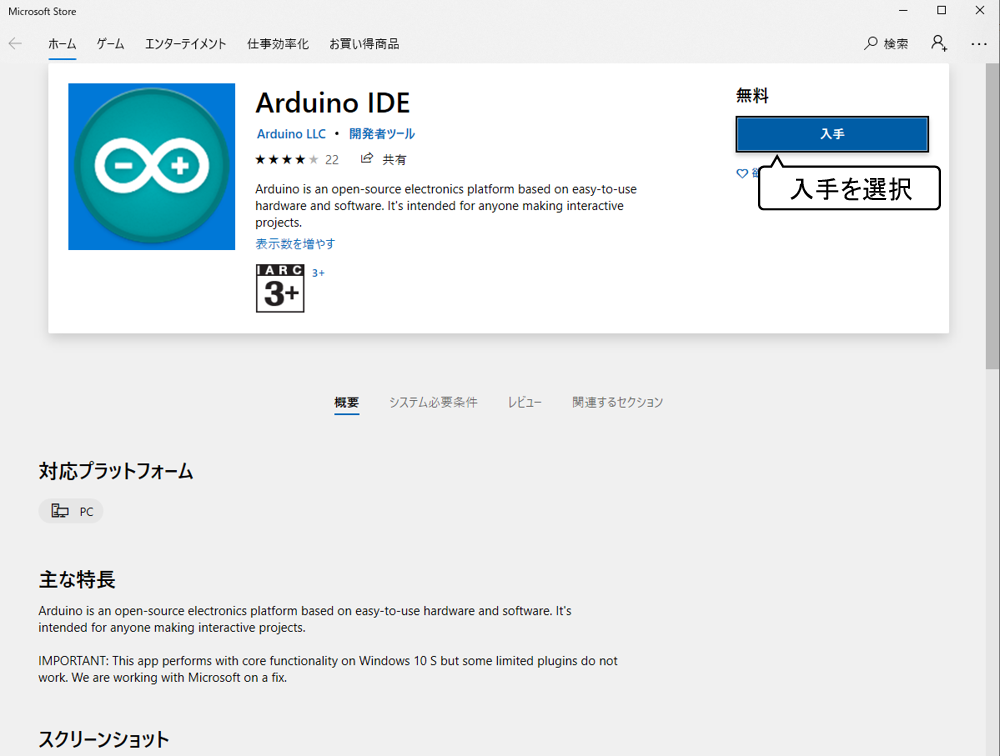 Microsoft Store
ホーム ゲーム エンターテイメント 仕事効率化 お買い得商品 検索
Arduino IDE
Arduino LLC • 開発者ツール
22 共有
Arduino is an open-source electronics platform based on easy-to-use
hardware and software. It's intended for anyone making interactive
projects.
表示数を増やす
IARC
3+
3+
無料
入手
入手を選択
概要 システム必要条件 レビュー 関連するセクション
対応プラットフォーム
PC
主な特長
Arduino is an open-source electronics platform based on easy-to-use hardware and software. It's
intended for anyone making interactive projects.
IMPORTANT: This app performs with core functionality on Windows 10 S but some limited plugins do not
work. We are working with Microsoft on a fix.
スクリーンショット